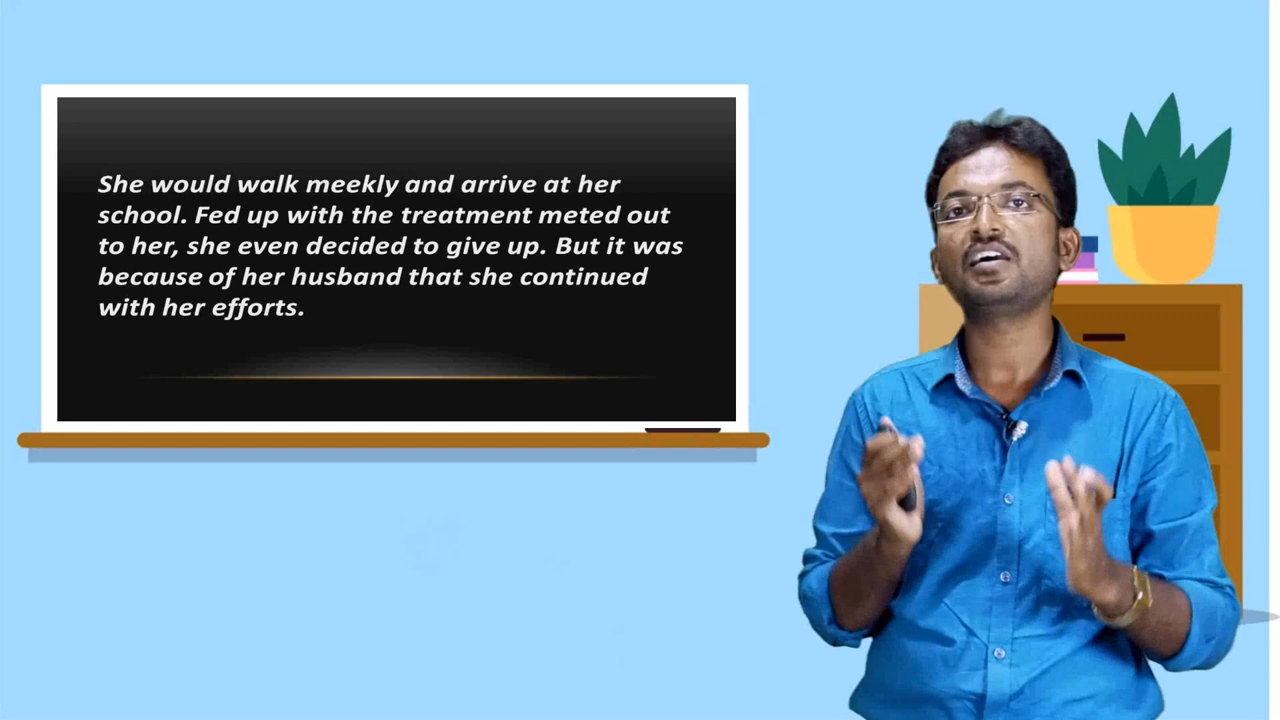 She would walk meekly and arrive at her
school. Fed up with the treatment meted out
to her, she even decided to give up. But it was
because of her husband that she continued
with her efforts.